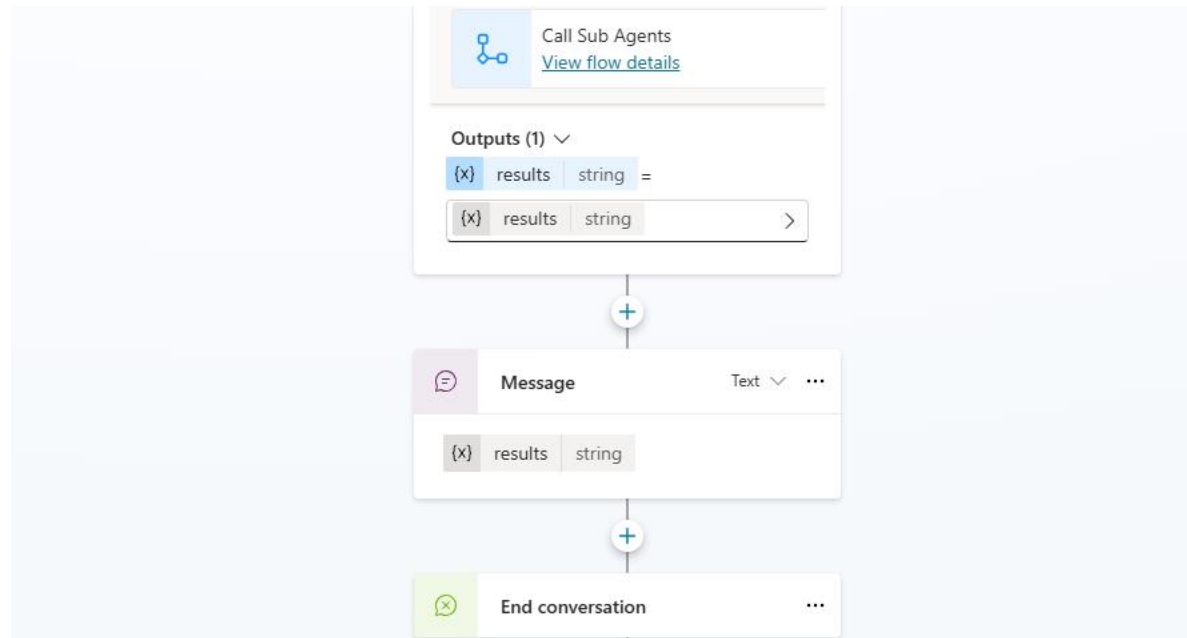 Call Sub Agents
View flow details
Outputs (1)
{x} results string =
{x} results string
Message Text
{x} results string
End conversation